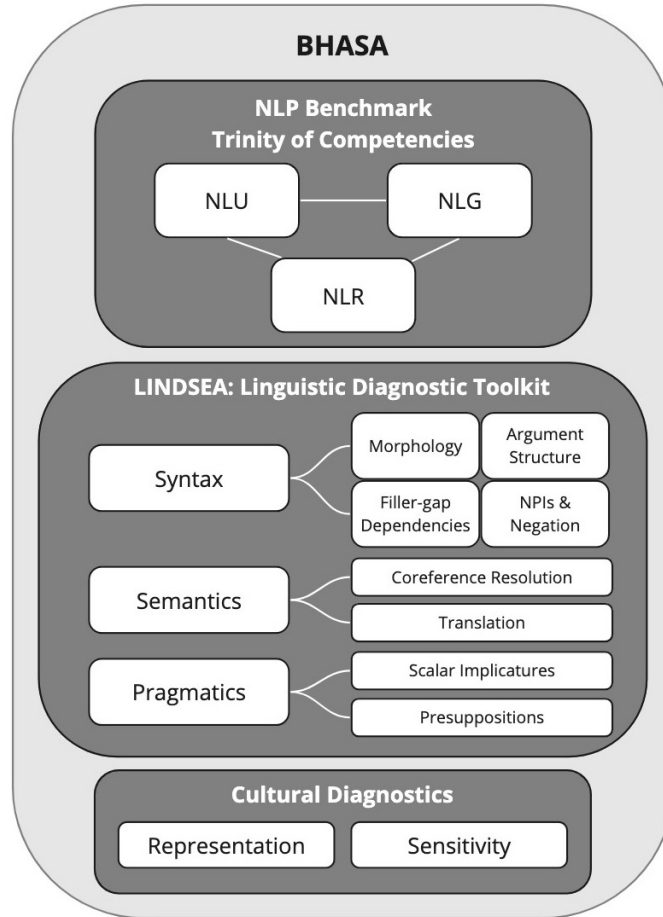 BHASA
NLP Benchmark
Trinity of Competencies
NLU
NLG
NLR
LINDSEA: Linguistic Diagnostic Toolkit
Syntax
Morphology
Argument
Structure
Filler-gap
Dependencies
NPIs &
Negation
Semantics
Coreference Resolution
Translation
Pragmatics
Scalar Implicatures
Presuppositions
Cultural Diagnostics
Representation
Sensitivity